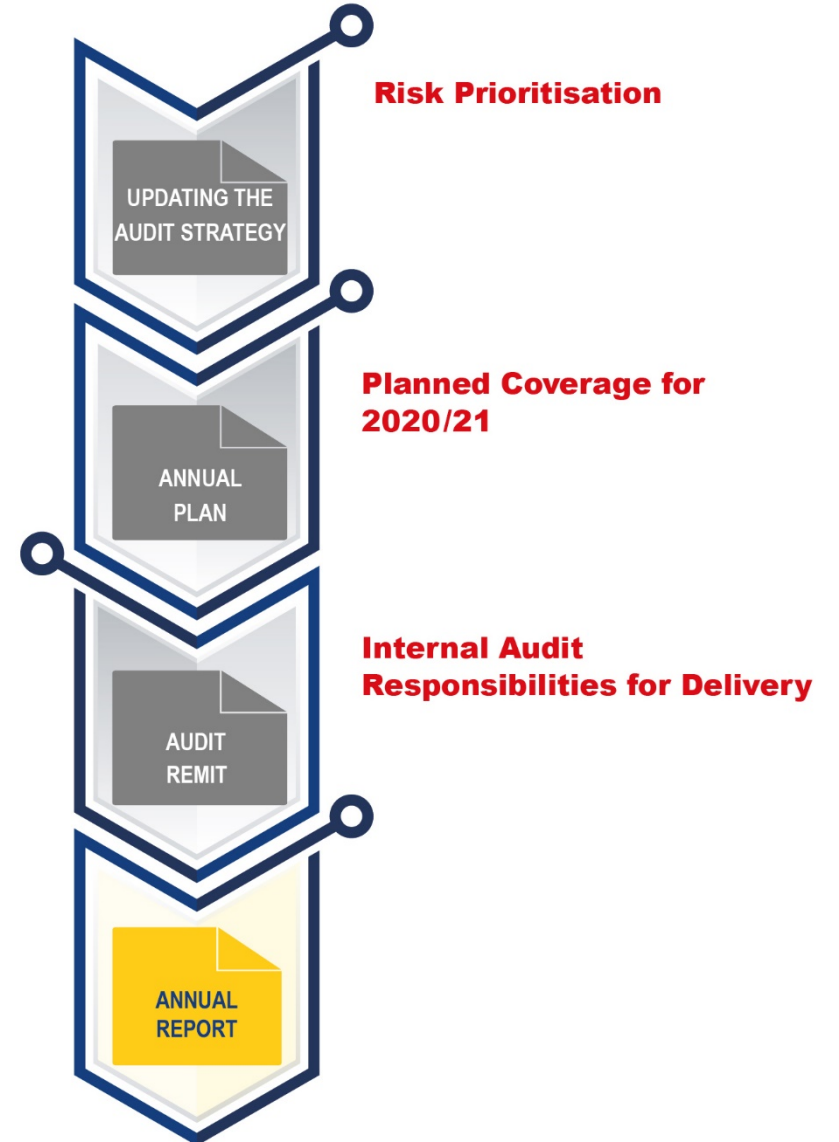 Risk Prioritisation
UPDATING THE
AUDIT STRATEGY
Planned Coverage for
2020/21
ANNUAL
PLAN
Internal Audit
Responsibilities for Delivery
AUDIT
REMIT
ANNUAL
REPORT